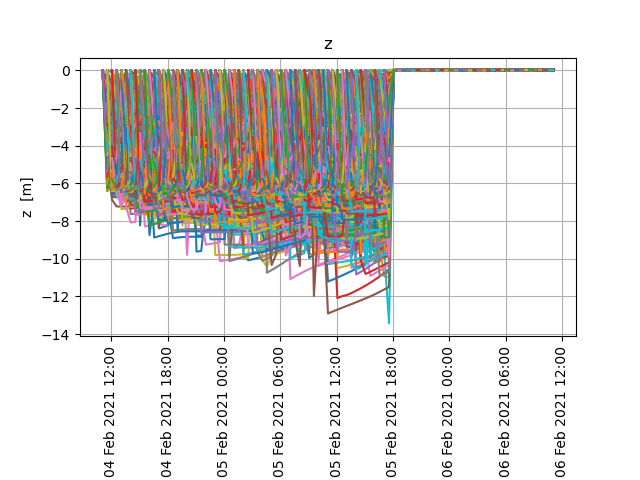 z
0
−2
−4
−6
−8
−10
−12
−14
z [m]
04 Feb 2021 12:00
04 Feb 2021 18:00
05 Feb 2021 00:00
05 Feb 2021 06:00
05 Feb 2021 12:00
05 Feb 2021 18:00
06 Feb 2021 00:00
06 Feb 2021 06:00
06 Feb 2021 12:00